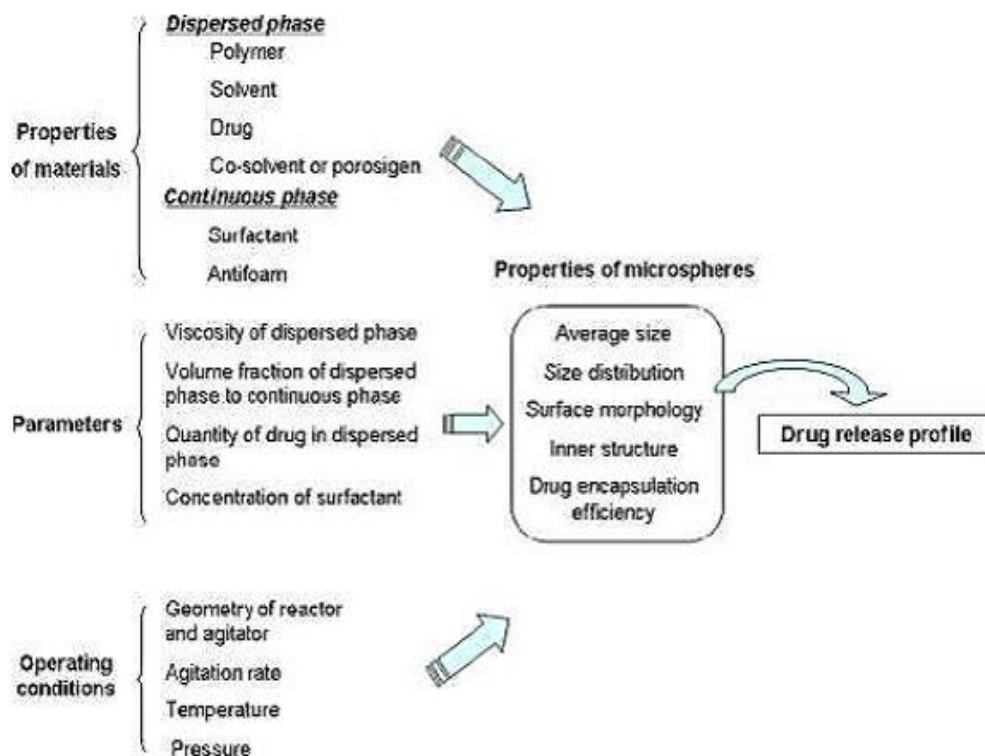 Dispersed phase
Polymer
Solvent
Drug
Co-solvent or porosigen
Continuous phase
Surfactant
Antifoam
Properties
of materials
Viscosity of dispersed phase
Volume fraction of dispersed
phase to continuous phase
Quantity of drug in dispersed
phase
Concentration of surfactant
Parameters
Geometry of reactor
and agitator
Agitation rate
Temperature
Pressure
Operating
conditions
Properties of microspheres
Average size
Size distribution
Surface morphology
Inner structure
Drug encapsulation
efficiency
Drug release profile